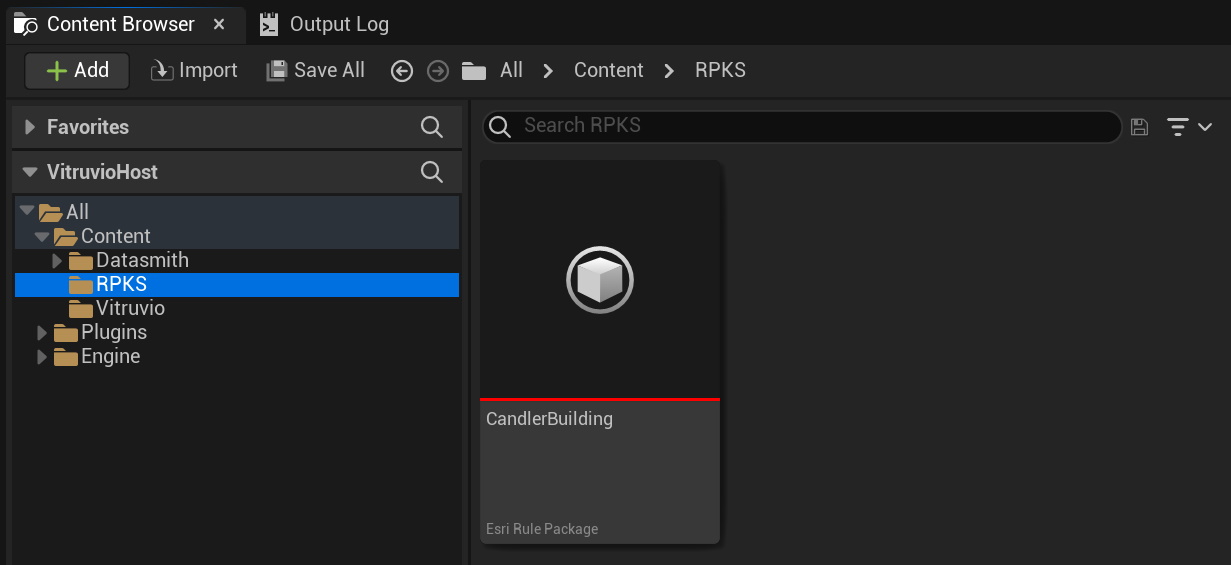 Content Browser × Output Log
Add Import Save All All > Content > RPKS
Favorites
Search RPKS
VitruvioHost
All
Content
Datasmith
RPKS
Vitruvio
Plugins
Engine
CandlerBuilding
Esri Rule Package